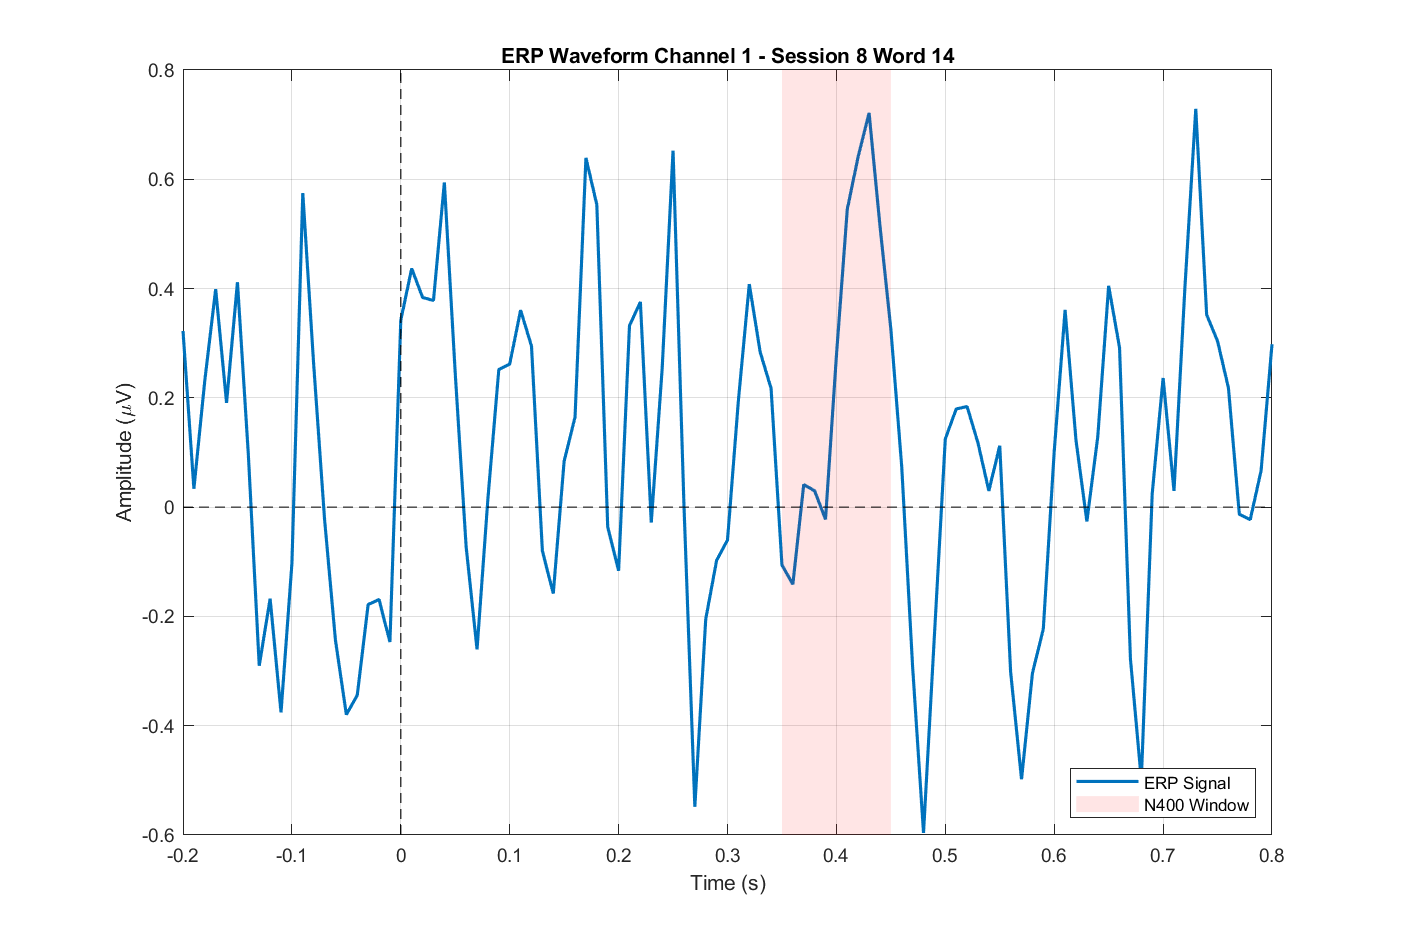 ERP Waveform Channel 1 - Session 8 Word 14
0.8
0.6
0.4
0.2
0
-0.2
-0.4
-0.6
Amplitude (μV)
ERP Signal
N400 Window
-0.2 -0.1 0 0.1 0.2 0.3 0.4 0.5 0.6 0.7 0.8
Time (s)